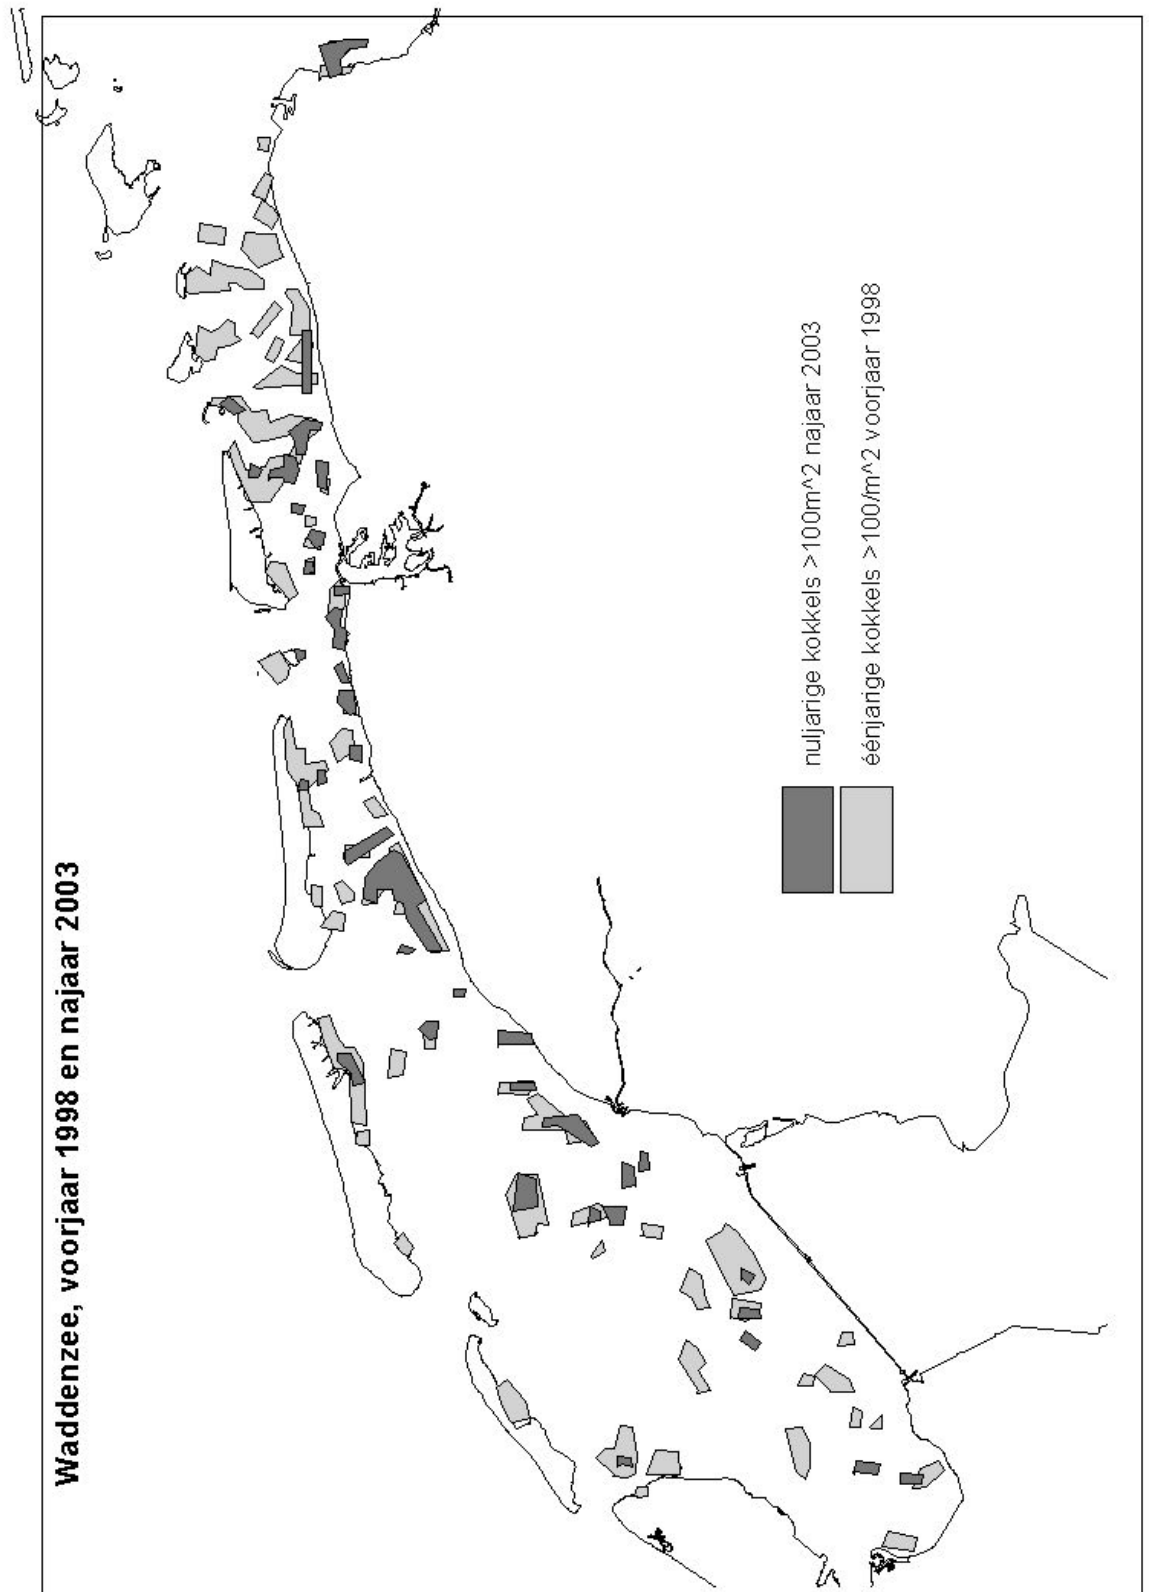 Waddenzee, voorjaar 1998 en najaar 2003
nuljarige kokkels >100m^2 najaar 2003
éénjarige kokkels >100/m^2 voorjaar 1998